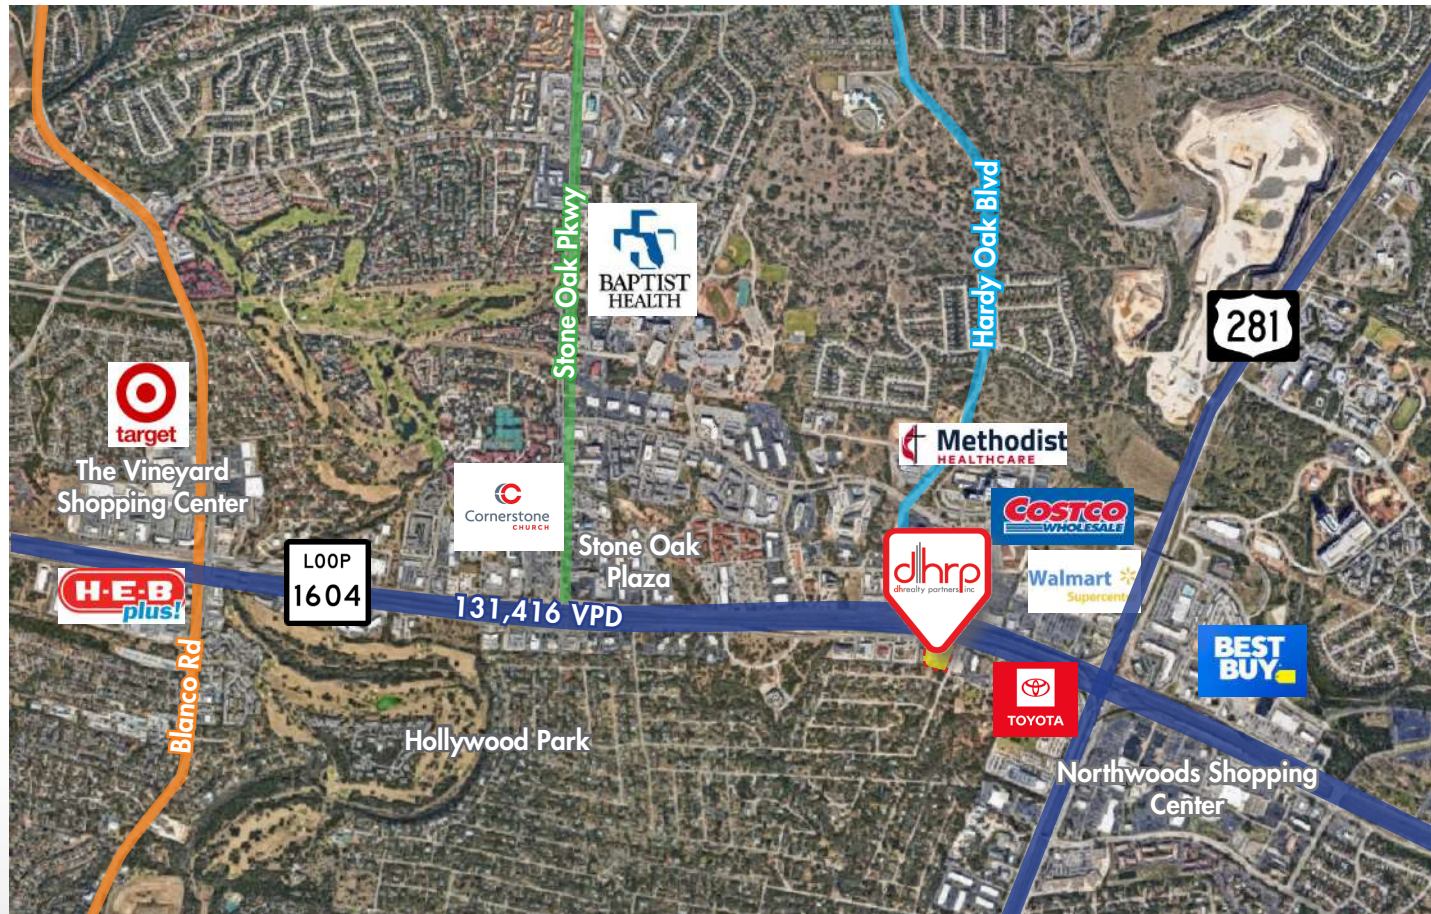 Stone Oak Pkwy
BAPTIST
HEALTH
Hardy Oak Blvd
281
target
The Vineyard
Shopping Center
Methodist
HEALTHCARE
Cornerstone
CHURCH
COSTCO
WHOLESALE
Stone Oak
Plaza
LOOP
1604
H-E-B
plus!
131,416 VPD
dhrp
dhrealty partners inc
Walmart
Supercente
BEST
BUY
Blanco Rd
TOYOTA
Hollywood Park
Northwoods Shopping
Center